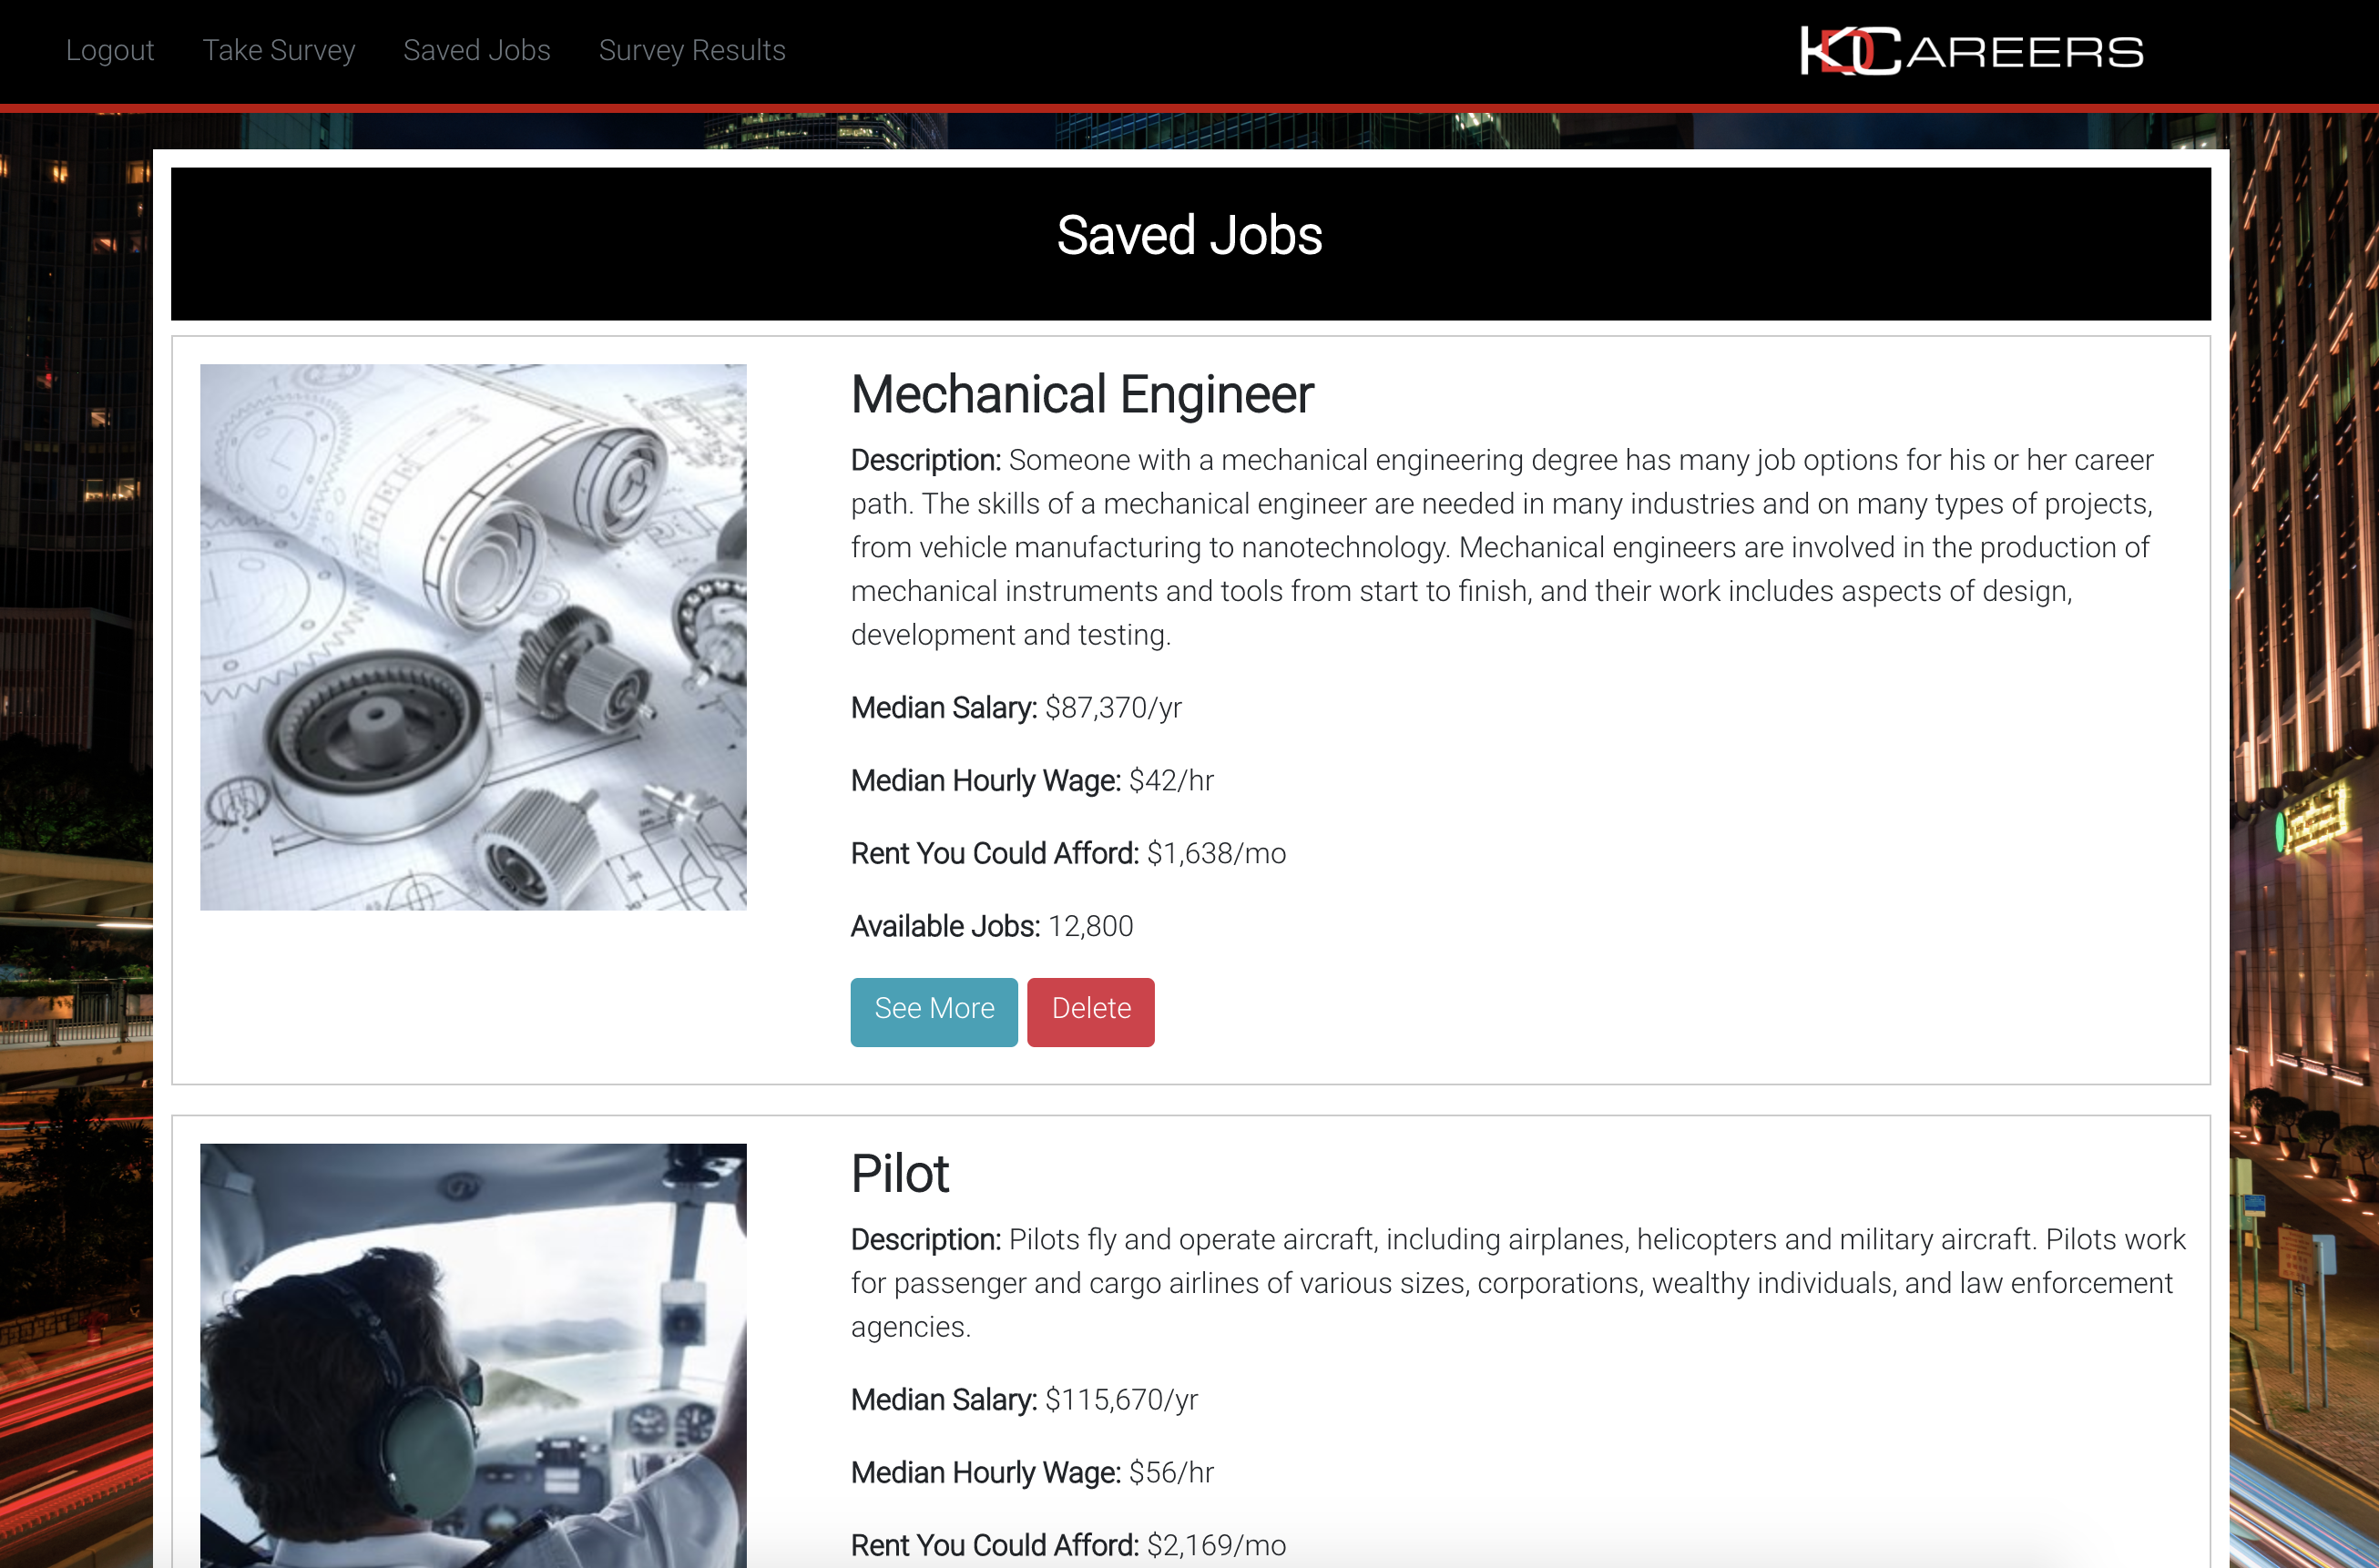 Logout Take Survey Saved Jobs Survey Results KDCAREERS
Saved Jobs
Mechanical Engineer
Description: Someone with a mechanical engineering degree has many job options for his or her career
path. The skills of a mechanical engineer are needed in many industries and on many types of projects,
from vehicle manufacturing to nanotechnology. Mechanical engineers are involved in the production of
mechanical instruments and tools from start to finish, and their work includes aspects of design,
development and testing.
Median Salary: $87,370/yr
Median Hourly Wage: $42/hr
Rent You Could Afford: $1,638/mo
Available Jobs: 12,800
See More Delete
Pilot
Description: Pilots fly and operate aircraft, including airplanes, helicopters and military aircraft. Pilots work
for passenger and cargo airlines of various sizes, corporations, wealthy individuals, and law enforcement
agencies.
Median Salary: $115,670/yr
Median Hourly Wage: $56/hr
Rent You Could Afford: $2,169/mo